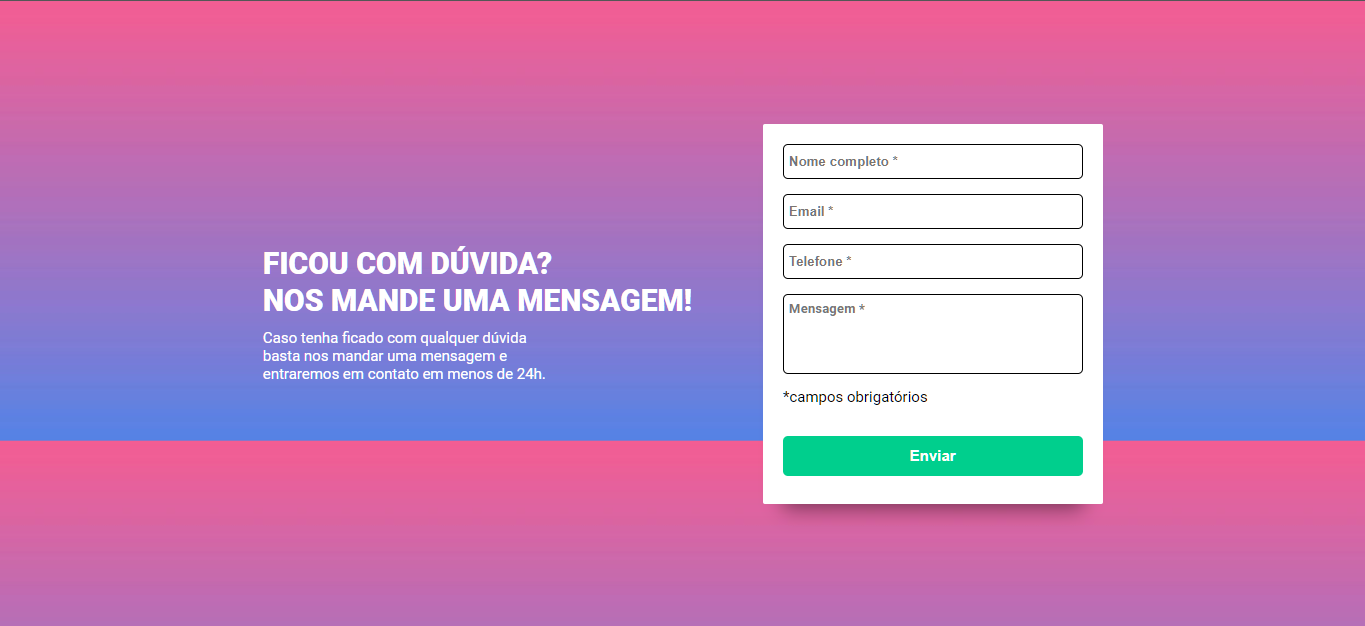 FICOU COM DÚVIDA?
NOS MANDE UMA MENSAGEM!
Caso tenha ficado com qualquer dúvida
basta nos mandar uma mensagem e
entraremos em contato em menos de 24h.
Nome completo *
Email *
Telefone *
Mensagem *
*campos obrigatórios
Enviar